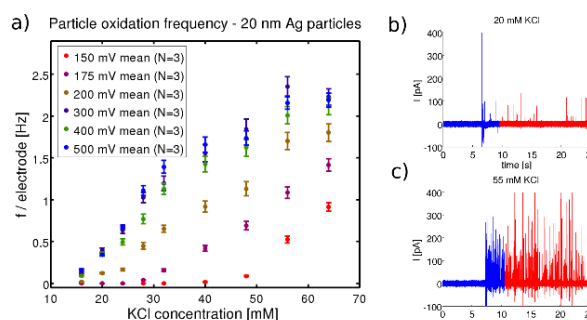 a)
Particle oxidation frequency - 20 nm Ag particles
150 mV mean (N=3)
175 mV mean (N=3)
200 mV mean (N=3)
300 mV mean (N=3)
400 mV mean (N=3)
500 mV mean (N=3)
f / electrode [Hz]
2.5
2
1.5
1
0.5
0
10 20 30 40 50 60 70
KCl concentration [mM]
b)
20 mM KCl
I [pA]
400
300
200
100
0
0 5 10 15 20 25
time [s]
c)
55 mM KCl
I [pA]
400
300
200
100
0
0 5 10 15 20 25